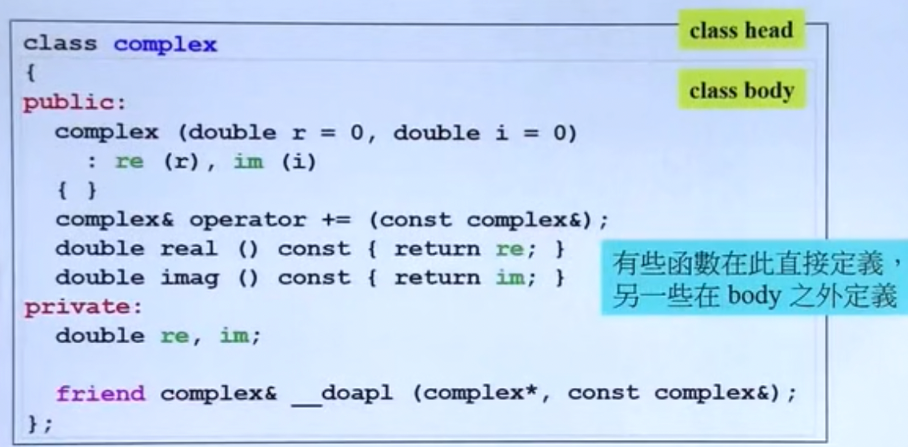 class head
class complex
{
class body
public:
complex (double r = 0, double i = 0)
: re (r), im (i)
{ }
complex& operator += (const complex&);
double real () const { return re; }
double imag () const { return im; }
有些函數在此直接定義，
另一些在 body 之外定義
private:
double re, im;
friend complex& __doapl (complex*, const complex&);
};